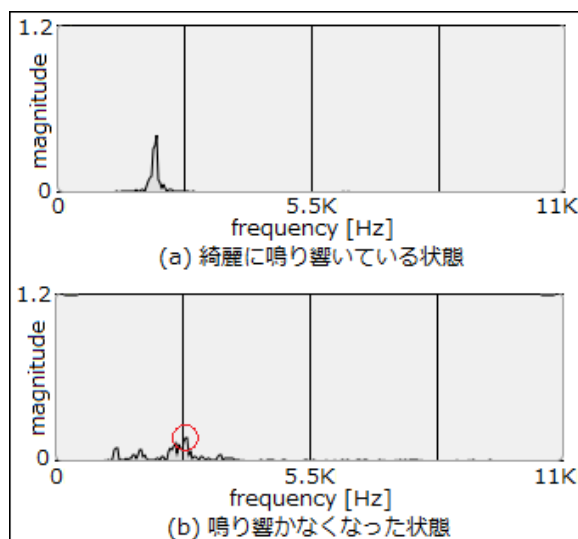 1.2
magnitude
0
0 5.5K 11K
frequency [Hz]
(a) 綺麗に鳴り響いている状態
1.2
magnitude
0
0 5.5K 11K
frequency [Hz]
(b) 鳴り響かなくなった状態